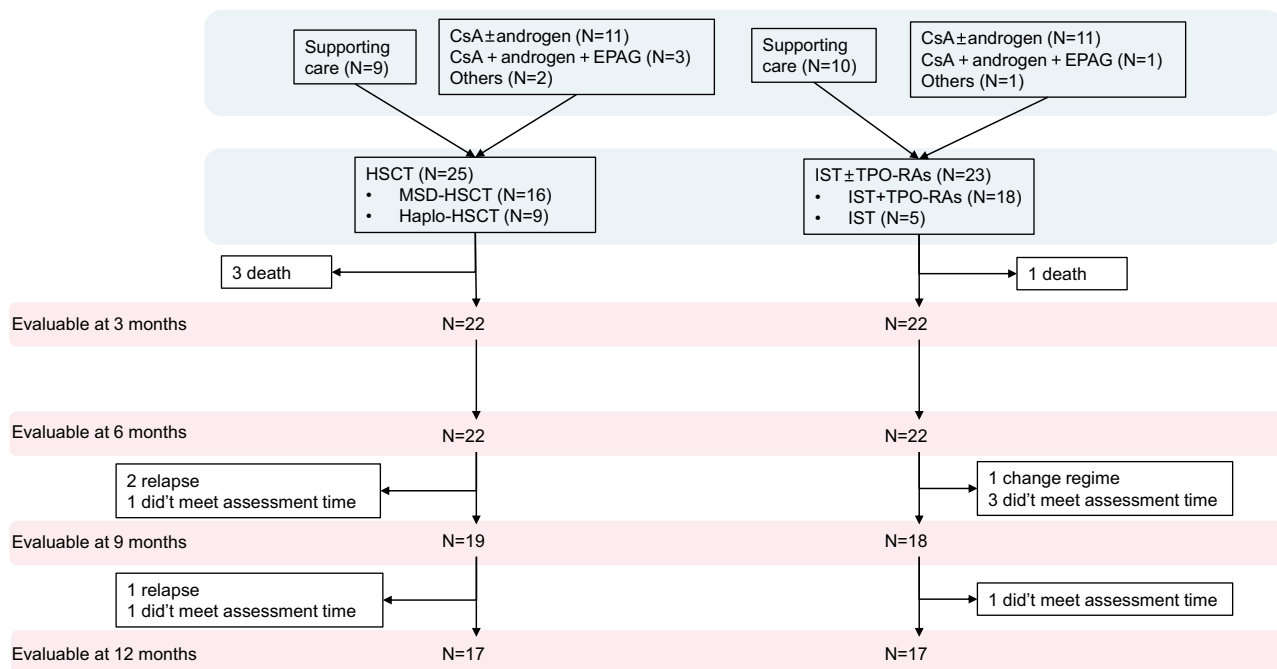 Supporting
care (N=9)
CsA±androgen (N=11)
CsA + androgen + EPAG (N=3)
Others (N=2)
Supporting
care (N=10)
CsA±androgen (N=11)
CsA + androgen + EPAG (N=1)
Others (N=1)
HSCT (N=25)
• MSD-HSCT (N=16)
• Haplo-HSCT (N=9)
IST±TPO-RAs (N=23)
• IST+TPO-RAs (N=18)
• IST (N=5)
3 death
1 death
Evaluable at 3 months
N=22
N=22
Evaluable at 6 months
N=22
N=22
2 relapse
1 did't meet assessment time
1 change regime
3 did't meet assessment time
Evaluable at 9 months
N=19
N=18
1 relapse
1 did't meet assessment time
1 did't meet assessment time
Evaluable at 12 months
N=17
N=17